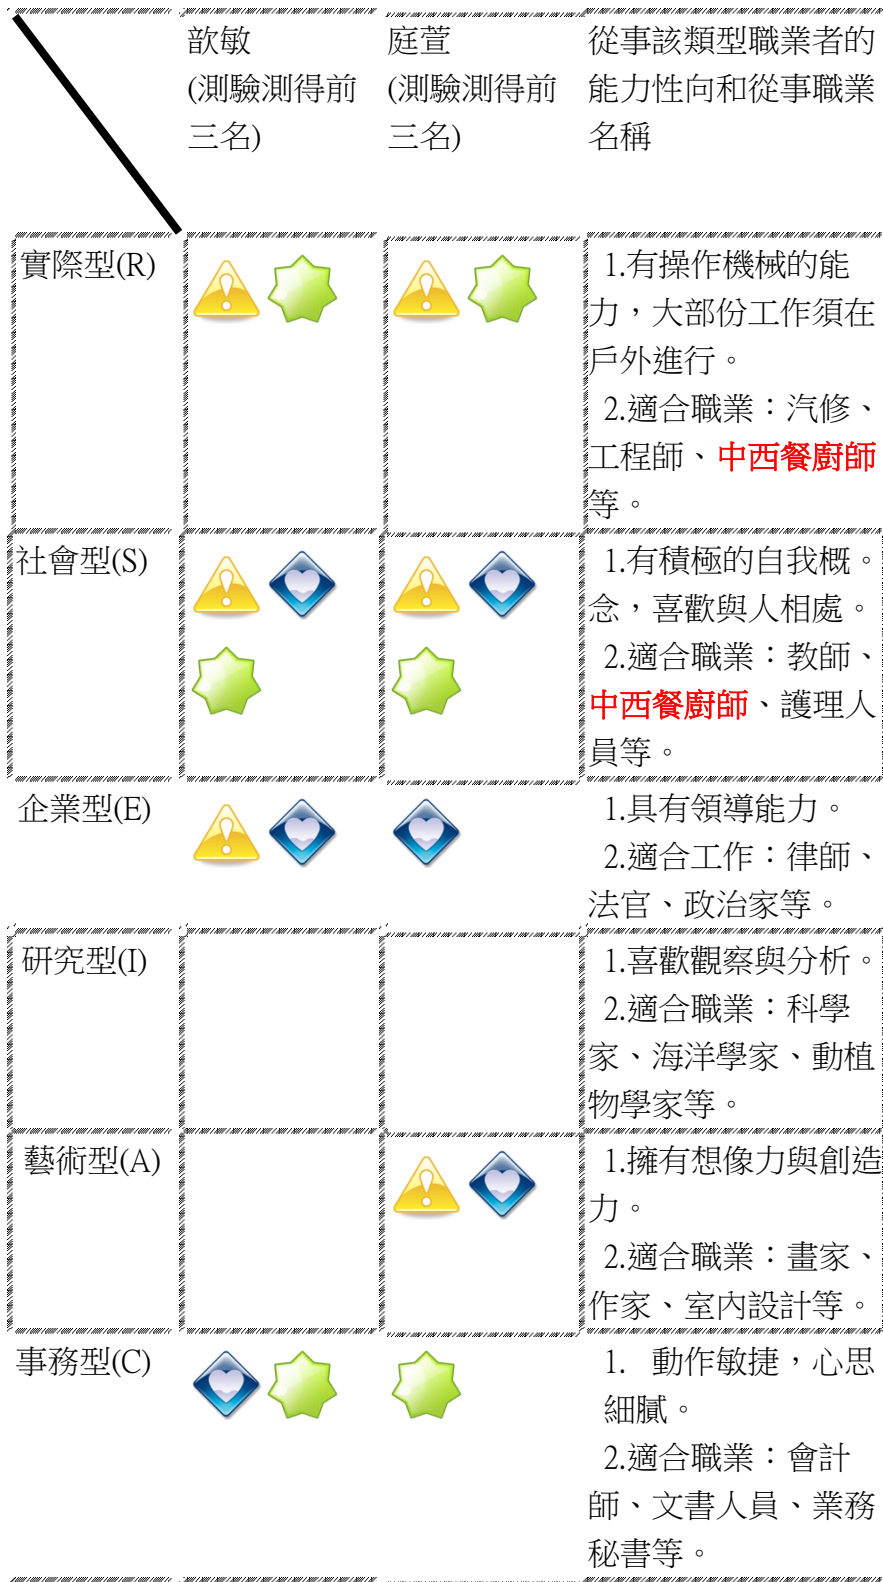 歆敏
(測驗測得前
三名)
庭萱
(測驗測得前
三名)
從事該類型職業者的
能力性向和從事職業
名稱
實際型(R)
1.有操作機械的能
力，大部份工作須在
戶外進行。
2.適合職業：汽修、
工程師、中西餐廚師
等。
社會型(S)
1.有積極的自我概。
念，喜歡與人相處。
2.適合職業：教師、
中西餐廚師、護理人
員等。
企業型(E)
1.具有領導能力。
2.適合工作：律師、
法官、政治家等。
研究型(I)
1.喜歡觀察與分析。
2.適合職業：科學
家、海洋學家、動植
物學家等。
藝術型(A)
1.擁有想像力與創造
力。
2.適合職業：畫家、
作家、室內設計等。
事務型(C)
1. 動作敏捷，心思
細膩。
2.適合職業：會計
師、文書人員、業務
秘書等。